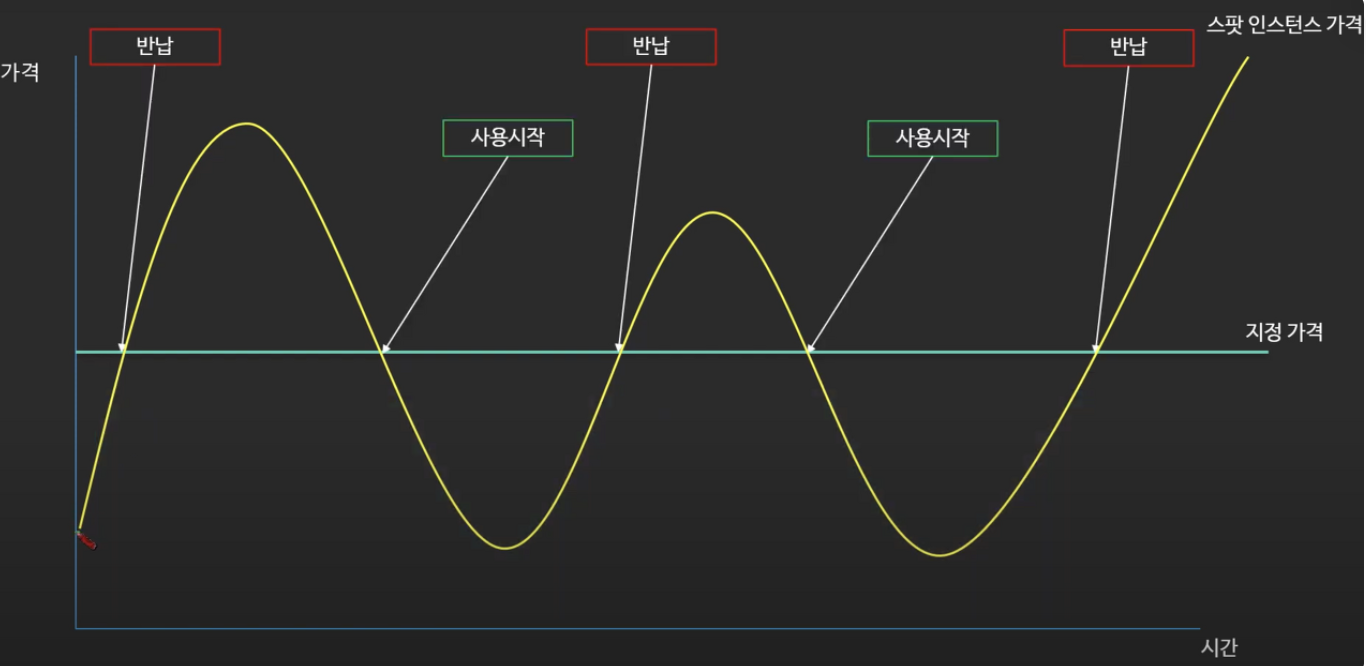 스팟 인스턴스 가격
반납
반납
반납
가격
사용시작
사용시작
지정 가격
시간